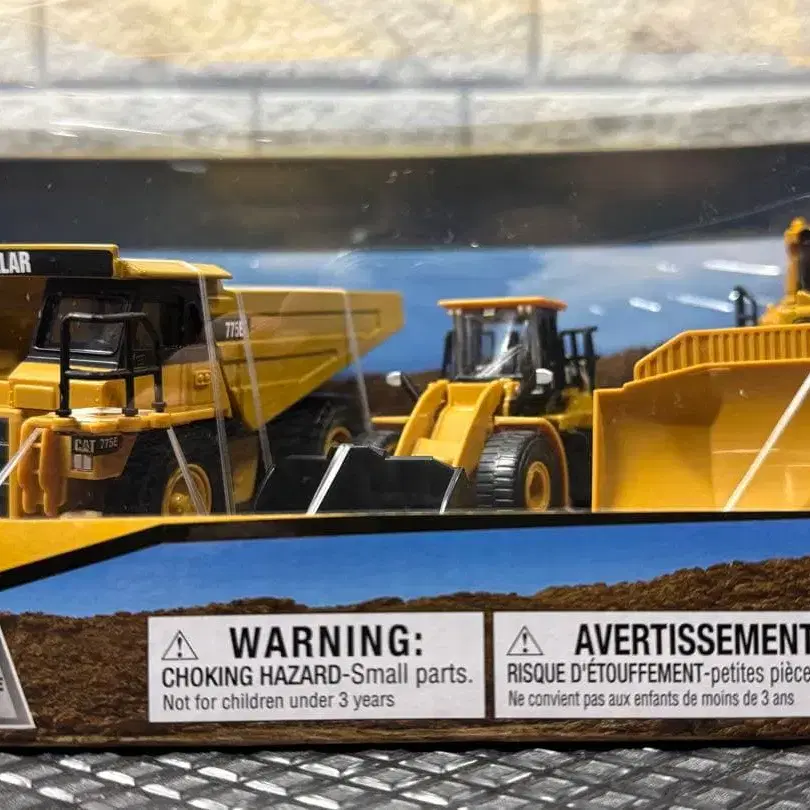 LAR
775E
CAT 775E
WARNING:
CHOKING HAZARD-Small parts.
Not for children under 3 years
AVERTISSEMENT
RISQUE D'ÉTOUFFEMENT-petites pièce
Ne convient pas aux enfants de moins de 3 ans
E